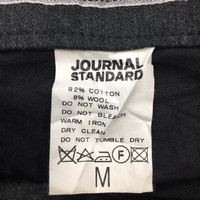 JOURNAL
STANDARD
92% COTTON
8% WOOL
DO NOT WASH
DO NOT BLEACH
WARM IRON
DRY CLEAN
DO NOT TUMBLE DRY
F
M